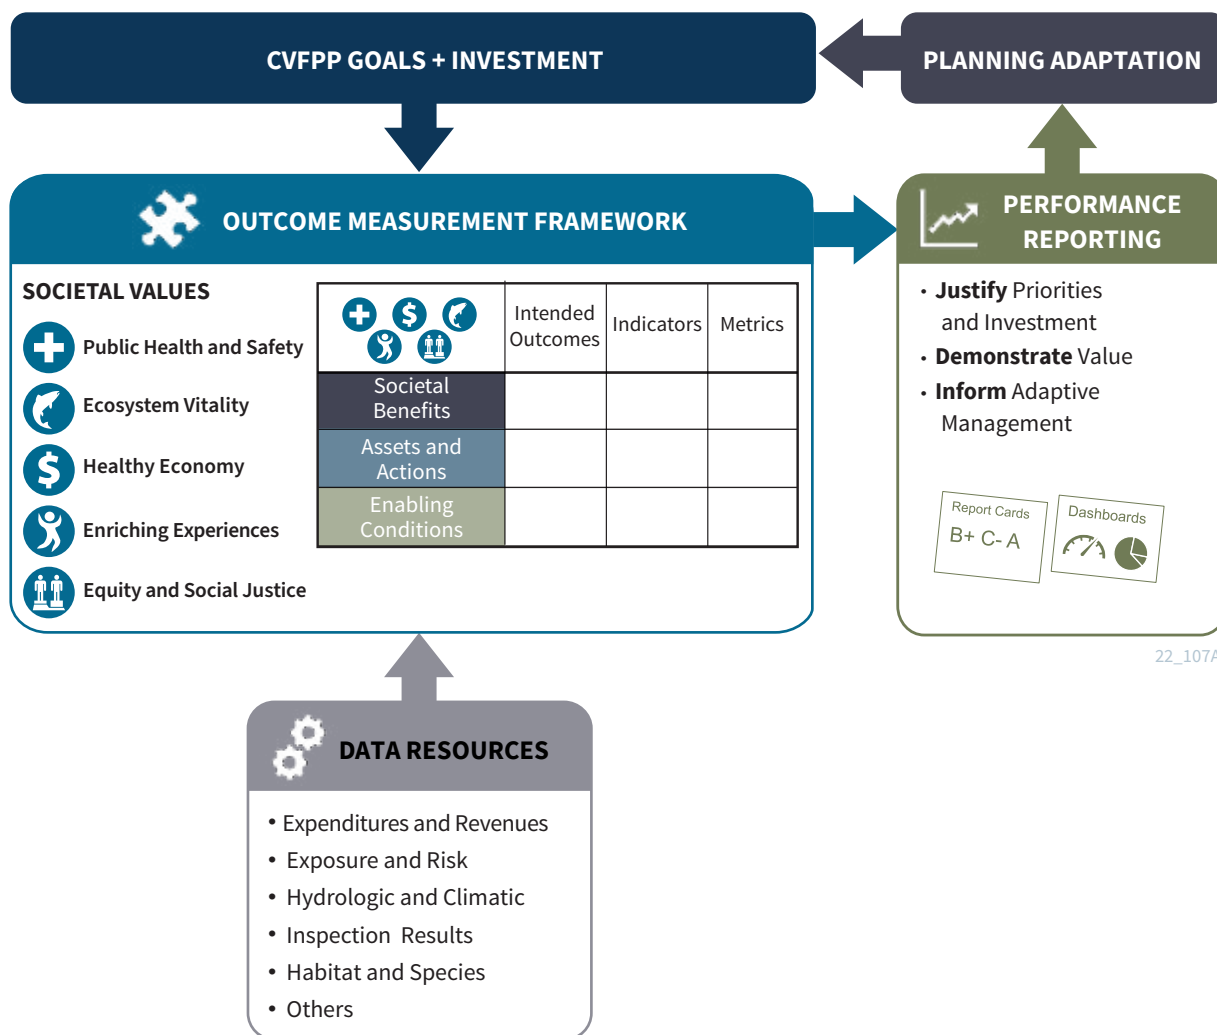 CVFPP GOALS + INVESTMENT
PLANNING ADAPTATION
OUTCOME MEASUREMENT FRAMEWORK
SOCIETAL VALUES
Public Health and Safety
Ecosystem Vitality
Healthy Economy
Enriching Experiences
Equity and Social Justice
Intended
Outcomes
Indicators
Metrics
Societal
Benefits
Assets and
Actions
Enabling
Conditions
PERFORMANCE
REPORTING
• Justify Priorities
and Investment
• Demonstrate Value
• Inform Adaptive
Management
Report Cards
B+ C- A
Dashboards
22_107A
DATA RESOURCES
• Expenditures and Revenues
• Exposure and Risk
• Hydrologic and Climatic
• Inspection Results
• Habitat and Species
• Others